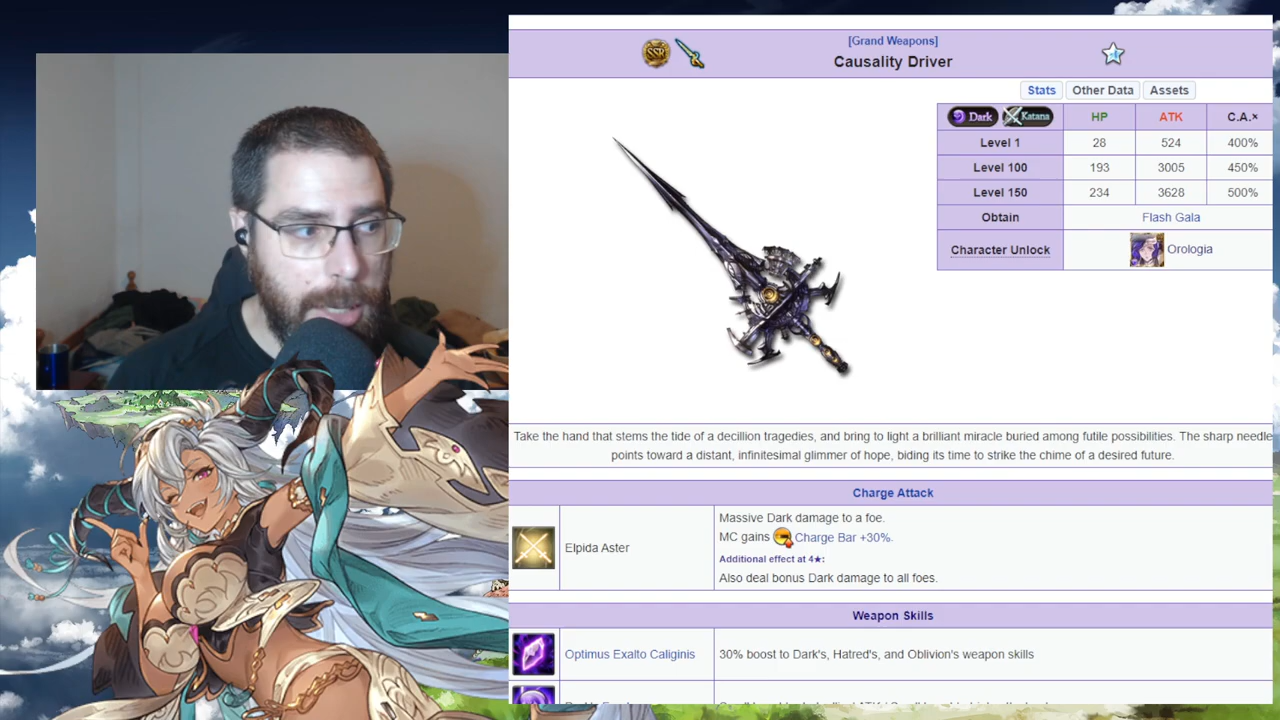 [Grand Weapons]
SSR
Causality Driver
Stats Other Data Assets
Dark Katana HP ATK C.A.×
Level 1 28 524 400%
Level 100 193 3005 450%
Level 150 234 3628 500%
Obtain Flash Gala
Character Unlock Orologia
Take the hand that stems the tide of a decillion tragedies, and bring to light a brilliant miracle buried among futile possibilities. The sharp needle
points toward a distant, infinitesimal glimmer of hope, biding its time to strike the chime of a desired future.
Charge Attack
Elpida Aster
Massive Dark damage to a foe.
MC gains Charge Bar +30%.
Additional effect at 4★:
Also deal bonus Dark damage to all foes.
Weapon Skills
Optimus Exalto Caliginis 30% boost to Dark's, Hatred's, and Oblivion's weapon skills